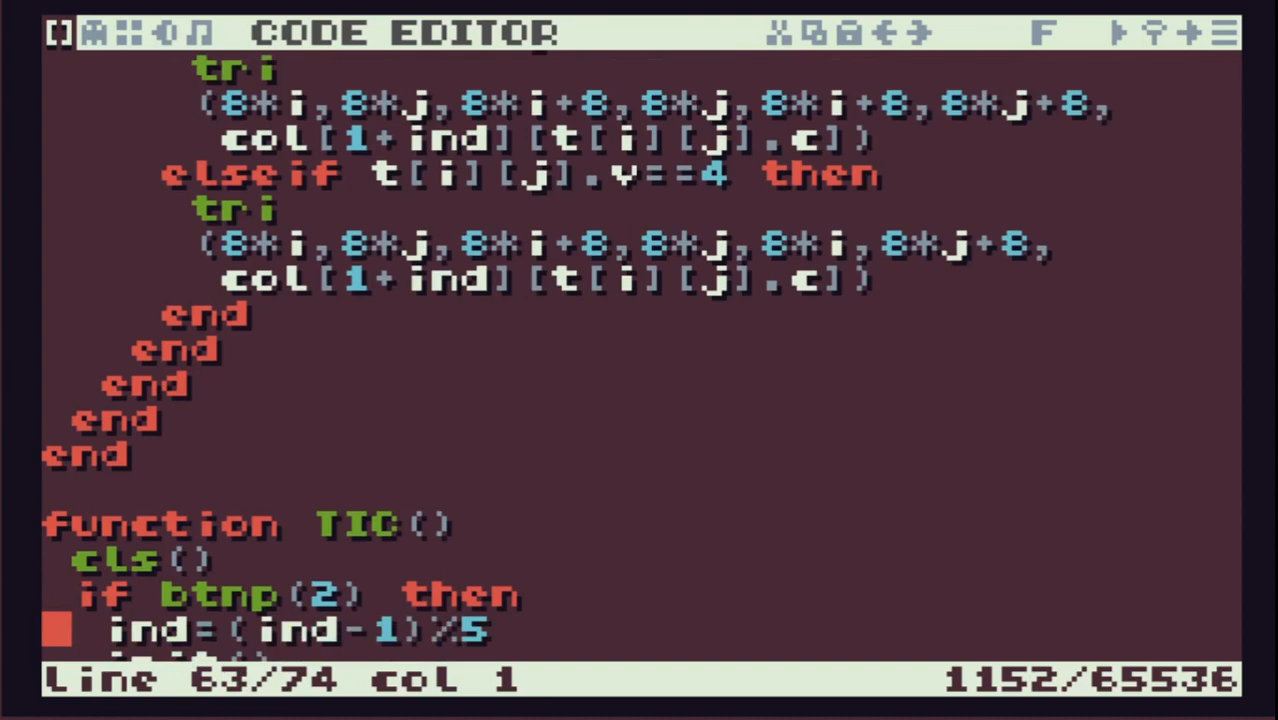 CODE EDITOR F
tri
(8*i,8*j,8*i+8,8*j,8*i+8,8*j+8,
col[1+ind][t[i][j].c])
elseif t[i][j].v==4 then
tri
(8*i,8*j,8*i+8,8*j,8*i,8*j+8,
col[1+ind][t[i][j].c])
end
end
end
end
end
function TIC()
cls()
if btnp(2) then
ind=(ind-1)%5
line 63/74 col 1 1152/65536